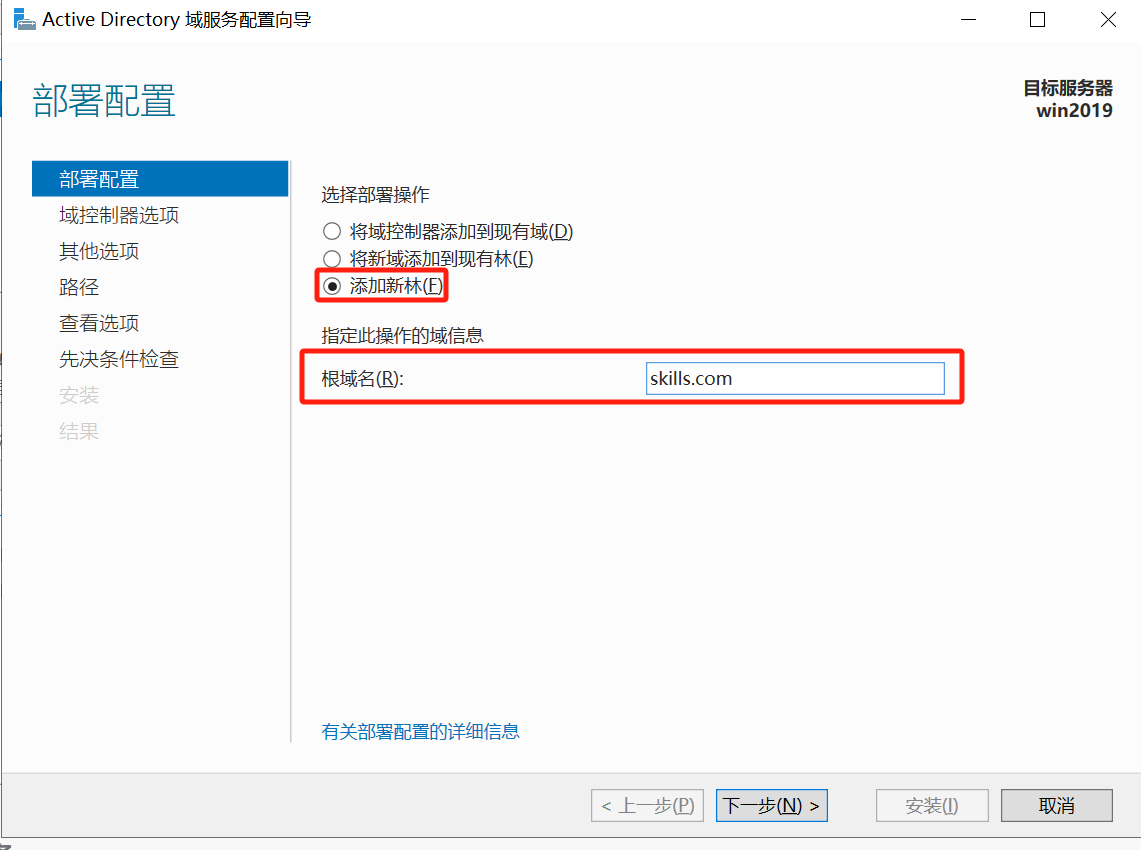 Active Directory 域服务配置向导
部署配置
目标服务器
win2019
部署配置
域控制器选项
其他选项
路径
查看选项
先决条件检查
安装
结果
选择部署操作
将域控制器添加到现有域(D)
将新域添加到现有林(E)
添加新林(F)
指定此操作的域信息
根域名(R): skills.com
有关部署配置的详细信息
< 上一步(P) 下一步(N) > 安装(I) 取消